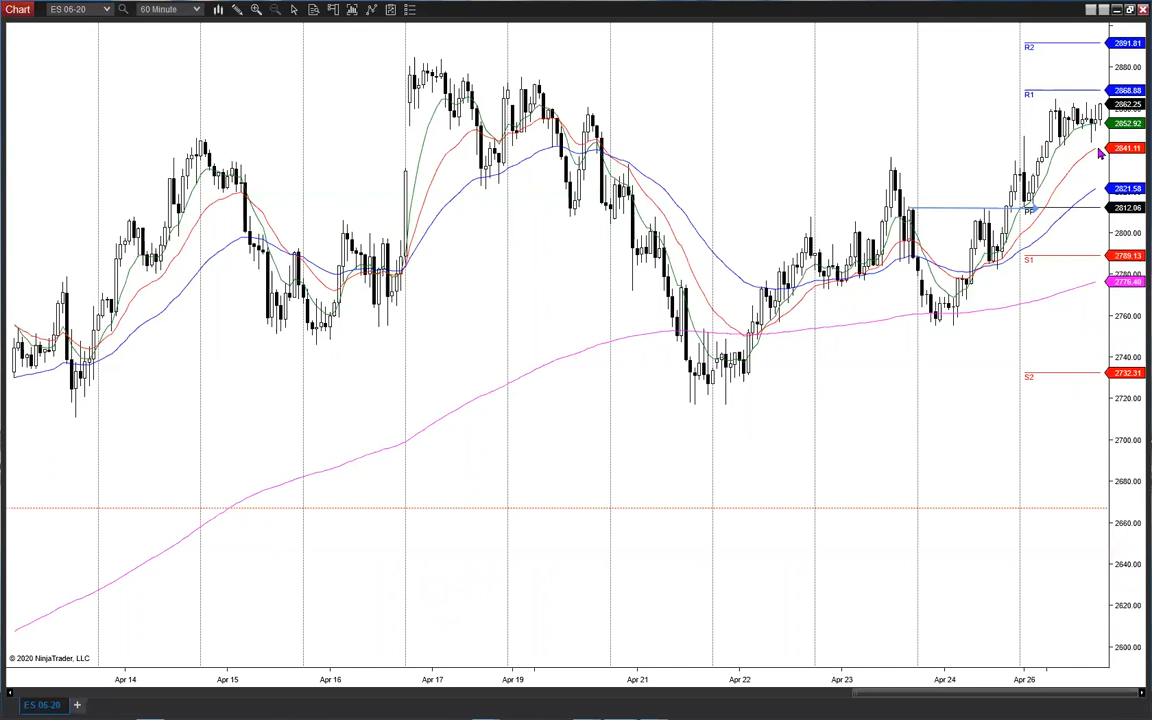 Chart
ES 06-20
60 Minute
R2
2891.81
2880.00
R1
2868.88
2862.25
2852.92
2841.11
2821.58
PP
2812.06
2800.00
S1
2789.13
2780.00
2776.40
2760.00
2740.00
S2
2732.31
2720.00
2700.00
2680.00
2660.00
2640.00
2620.00
2600.00
© 2020 NinjaTrader, LLC
Apr 14 Apr 15 Apr 16 Apr 17 Apr 19 Apr 21 Apr 22 Apr 23 Apr 24 Apr 26
ES 06-20 +